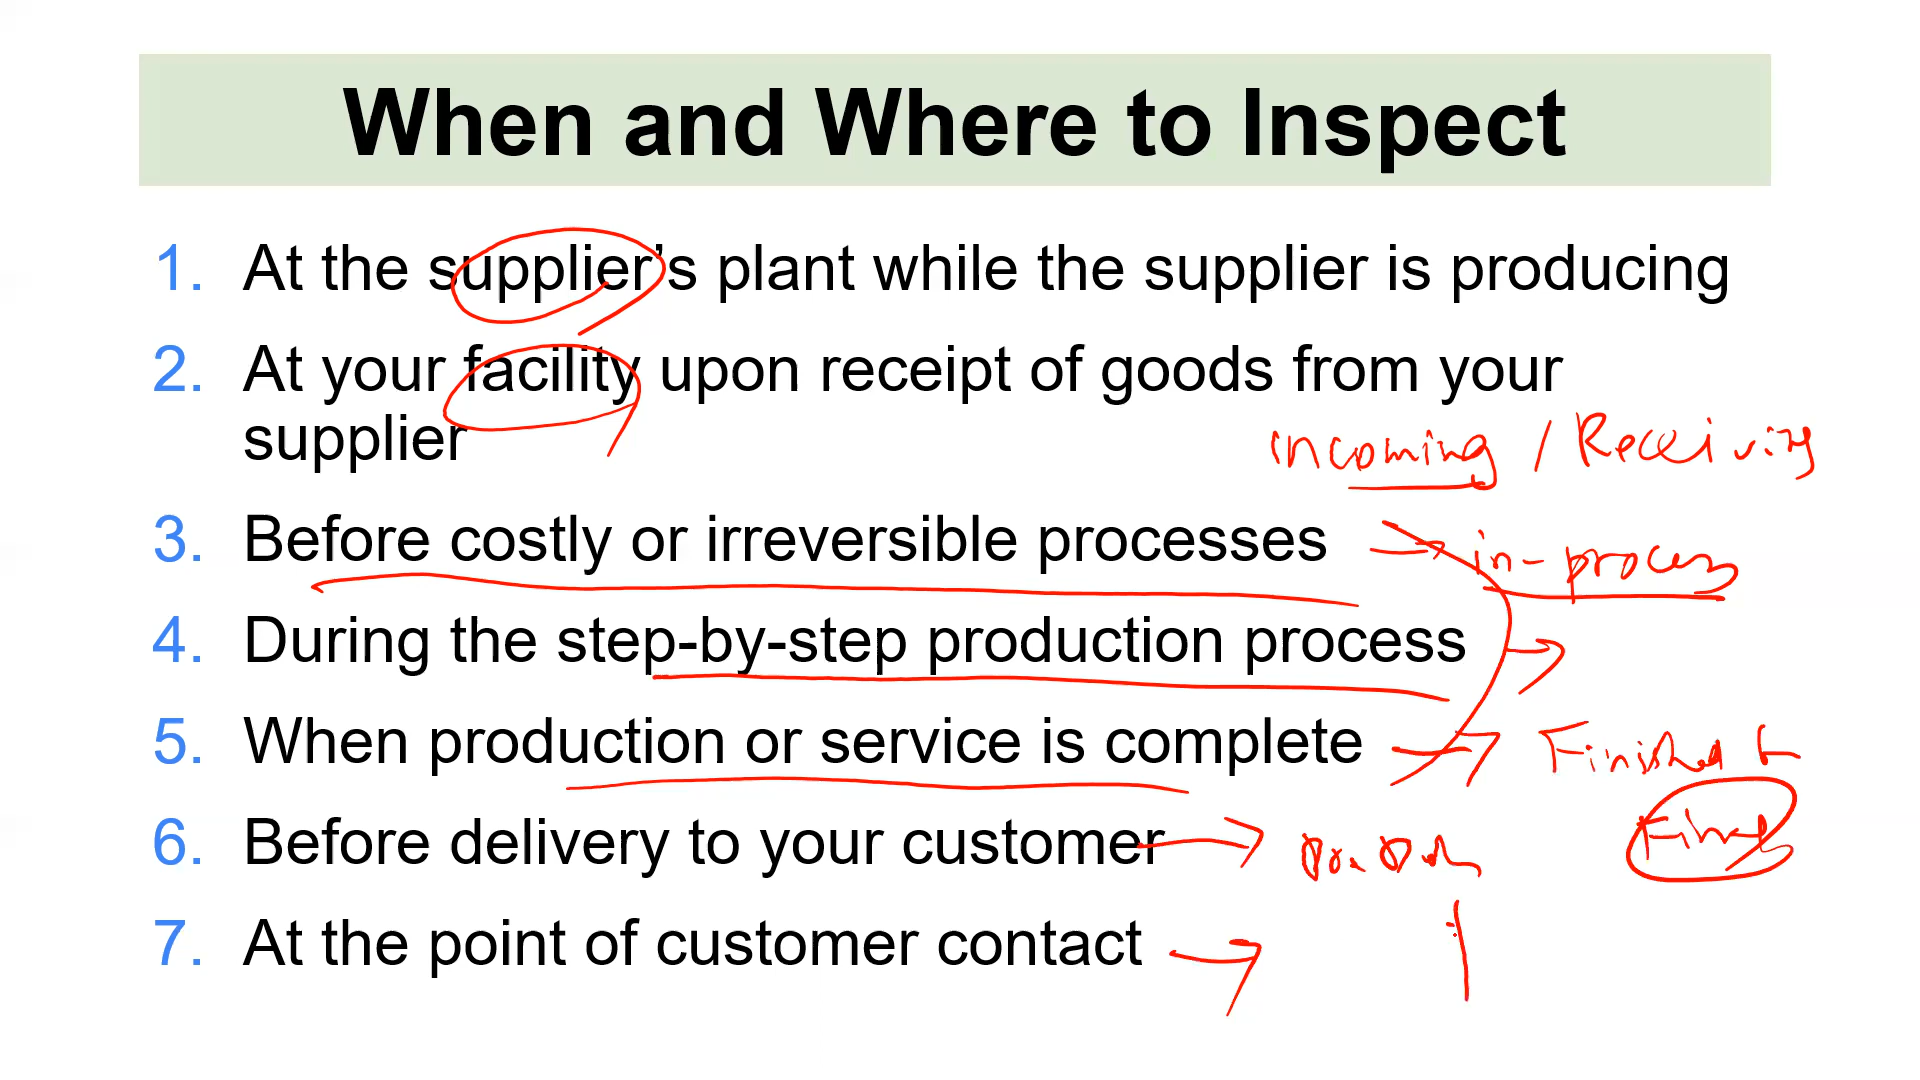 When and Where to Inspect
1. At the supplier's plant while the supplier is producing
2. At your facility upon receipt of goods from your
supplier
incoming / Receiving
3. Before costly or irreversible processes
in-process
4. During the step-by-step production process
5. When production or service is complete
Finished
Final
6. Before delivery to your customer
7. At the point of customer contact